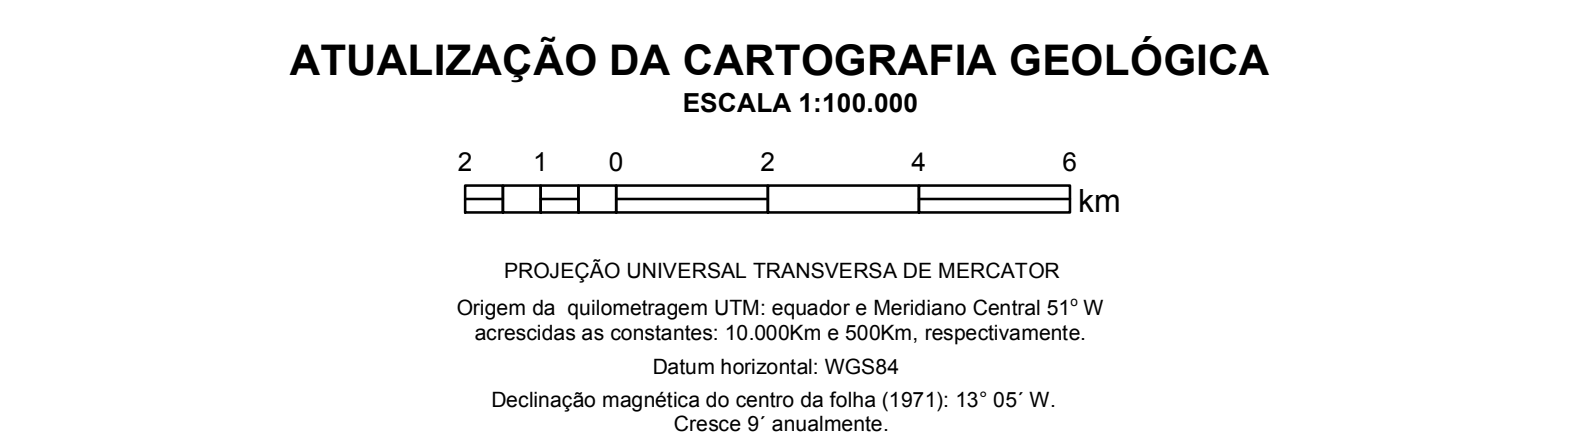 ATUALIZAÇÃO DA CARTOGRAFIA GEOLÓGICA
ESCALA 1:100.000
2 1 0 2 4 6
km
PROJEÇÃO UNIVERSAL TRANSVERSA DE MERCATOR
Origem da quilometragem UTM: equador e Meridiano Central 51º W
acrescidas as constantes: 10.000Km e 500Km, respectivamente.
Datum horizontal: WGS84
Declinação magnética do centro da folha (1971): 13° 05´ W.
Cresce 9´ anualmente.